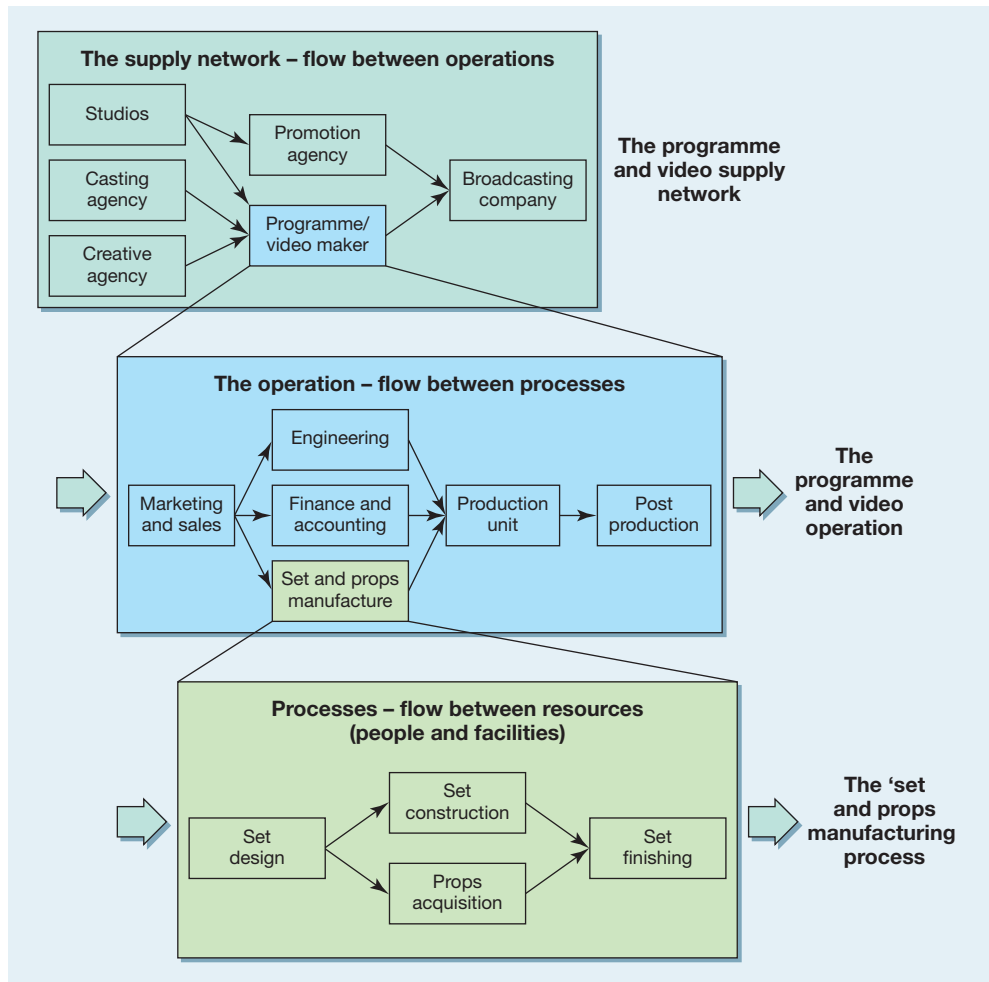 The supply network – flow between operations
Studios
Promotion
agency
Casting
agency
Programme/
video maker
Creative
agency
Broadcasting
company
The programme
and video supply
network
The operation – flow between processes
Engineering
Marketing
and sales
Finance and
accounting
Production
unit
Post
production
Set and props
manufacture
The
programme
and video
operation
Processes – flow between resources
(people and facilities)
Set
design
Set
construction
Props
acquisition
Set
finishing
The ‘set
and props
manufacturing
process